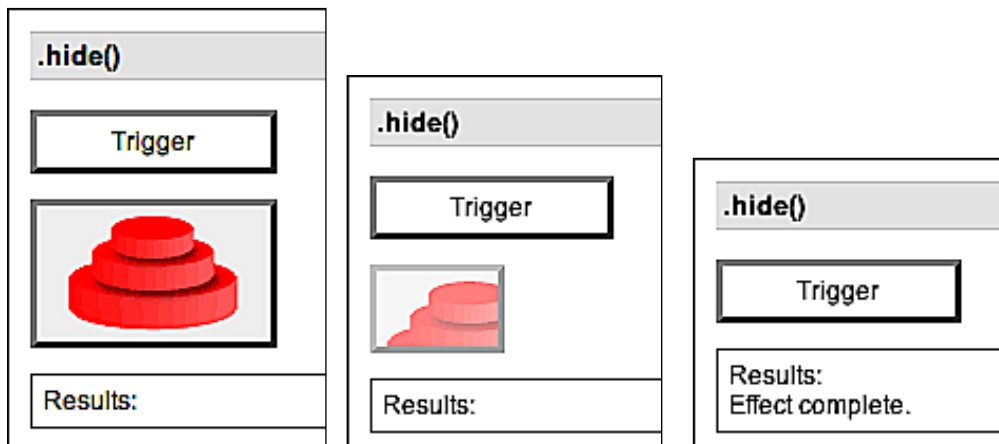 .hide()
Trigger
Results:
.hide()
Trigger
Results:
.hide()
Trigger
Results:
Effect complete.